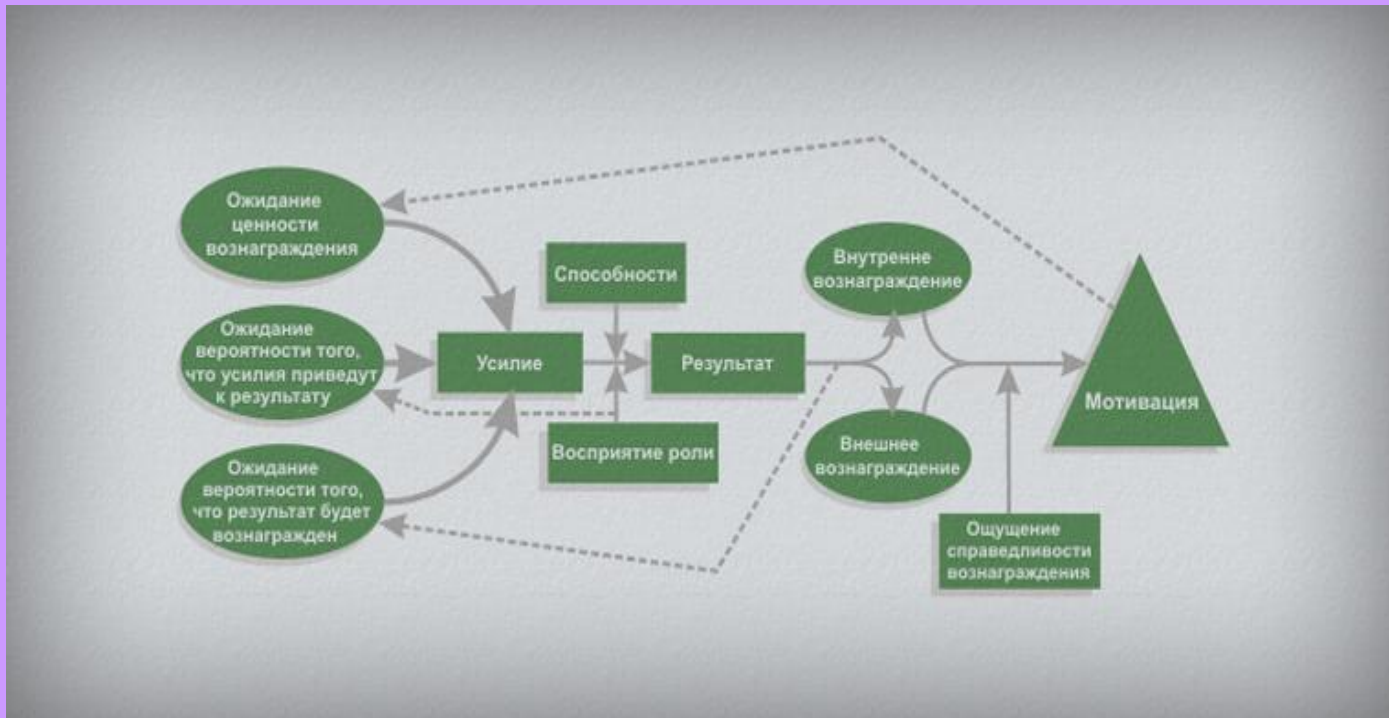 Ожидание
ценности
вознаграждения
Ожидание
вероятности того,
что усилия приведут
к результату
Ожидание
вероятности того,
что результат будет
вознагражден
Усилие
Способности
Восприятие роли
Результат
Внутренне
вознаграждение
Внешнее
вознаграждение
Ощущение
справедливости
вознаграждения
Мотивация